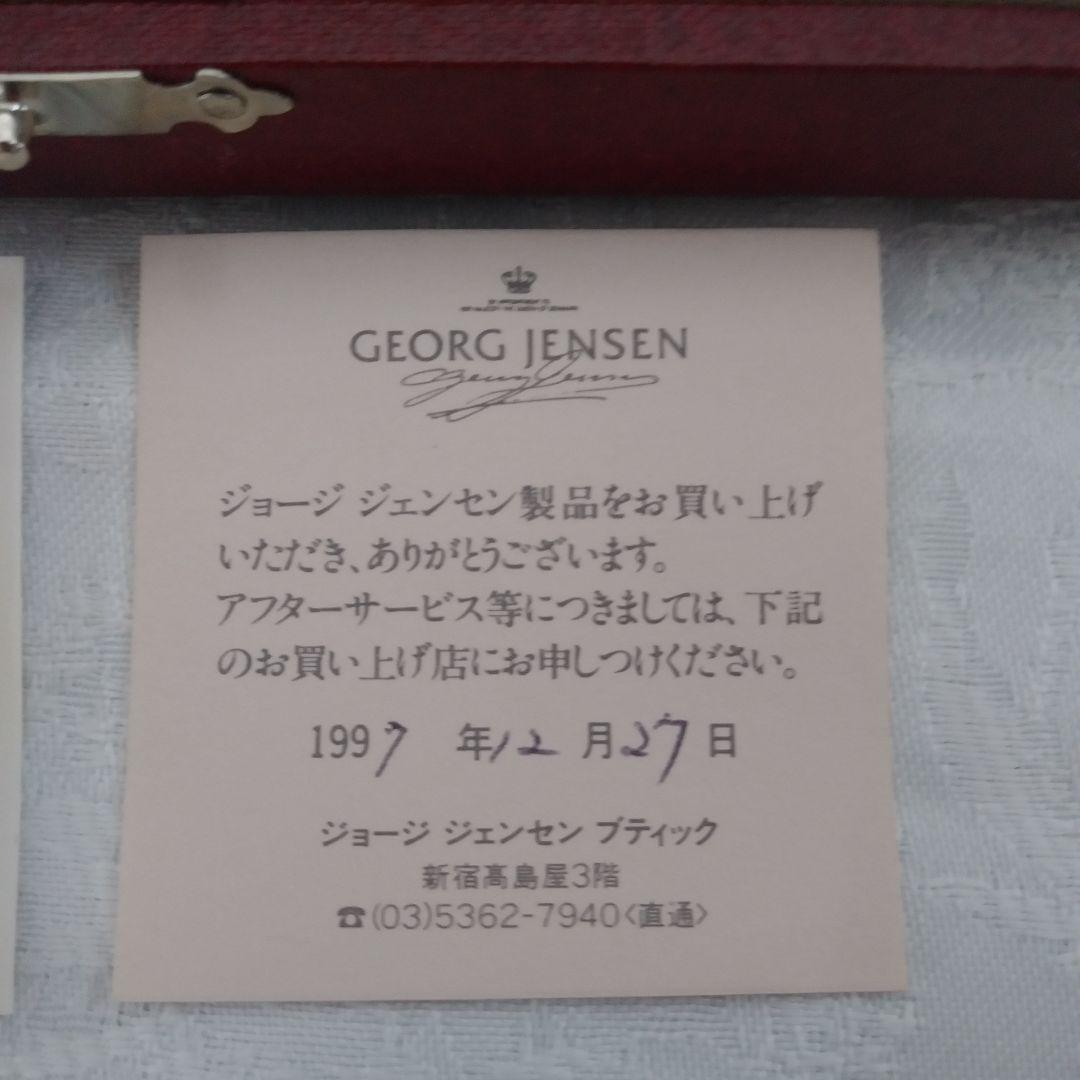 GEORG JENSEN
Georg Jensen
ジョージ ジェンセン製品をお買い上げ
いただき、ありがとうございます。
アフターサービス等につきましては、下記
のお買い上げ店にお申しつけください。
1997 年12 月27 日
ジョージ ジェンセン ブティック
新宿髙島屋3階
☎(03)5362-7940〈直通〉